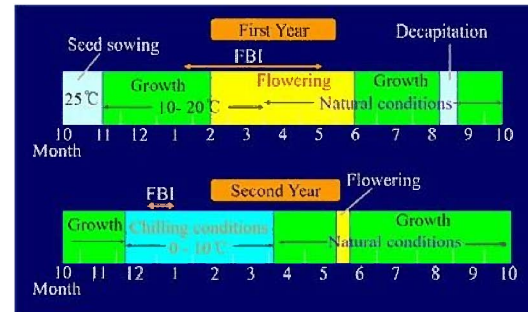 First Year
Seed sowing
Decapitation
FBI
Growth
Flowering
Growth
25℃
10- 20℃
Natural conditions
10 11 12 1 2 3 4 5 6 7 8 9 10
Month
FBI
Second Year
Flowering
Growth
Chilling conditions
Growth
0 - 10℃
Natural conditions
10 11 12 1 2 3 4 5 6 7 8 9 10
Month